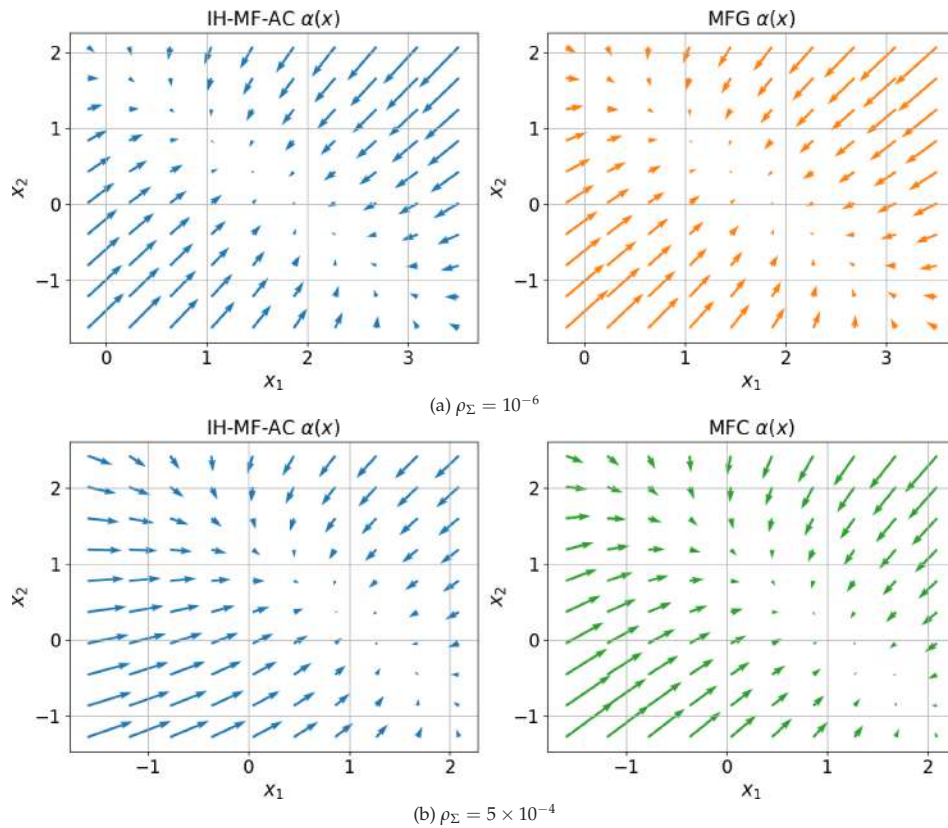 IH-MF-AC α(x)
MFG α(x)
x₂
2
1
0
−1
0
1
2
3
x₁
x₂
2
1
0
−1
0
1
2
3
x₁
(a) ρ_Σ = 10⁻⁶
IH-MF-AC α(x)
MFC α(x)
x₂
2
1
0
−1
−1
0
1
2
x₁
x₂
2
1
0
−1
−1
0
1
2
x₁
(b) ρ_Σ = 5 × 10⁻⁴